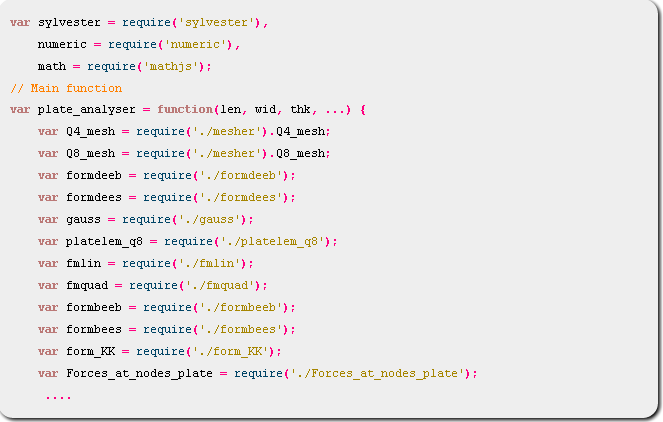 var sylvester = require('sylvester'),
    numeric = require('numeric'),
    math = require('mathjs');
// Main function
var plate_analyser = function(len, wid, thk, ...) {
    var Q4_mesh = require('./mesher').Q4_mesh;
    var Q8_mesh = require('./mesher').Q8_mesh;
    var formdeeb = require('./formdeeb');
    var formdees = require('./formdees');
    var gauss = require('./gauss');
    var platelem_q8 = require('./platelem_q8');
    var fmlin = require('./fmlin');
    var fmquad = require('./fmquad');
    var formbeeb = require('./formbeeb');
    var formbees = require('./formbees');
    var form_KK = require('./form_KK');
    var Forces_at_nodes_plate = require('./Forces_at_nodes_plate');
     ....